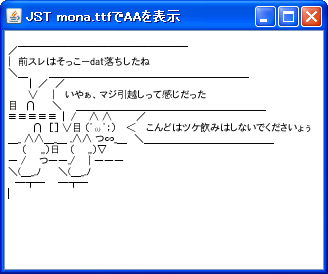 JST mona.ttfでAAを表示
前スレはそっこーdat落ちしたね
いやぁ、マジ引越しって感じだった
こんどはツケ飲みはしないでくださいょぅ